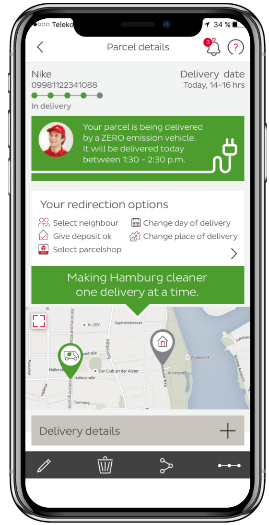 Teleko
34 %
Parcel details
?
Nike
Delivery date
09981122341088
Today, 14-16 hrs
In delivery
Your parcel is being celivered
by a ZERO emission vehicle.
It will be delivered today
between 1:30 - 2:30 p.m.
Your redirection options
Select neighbour
Change day of delivery
Give deposit ok
Change place of delivery
Select parcelshop
Making Hamburg cleaner
one delivery at a time.
Delivery details